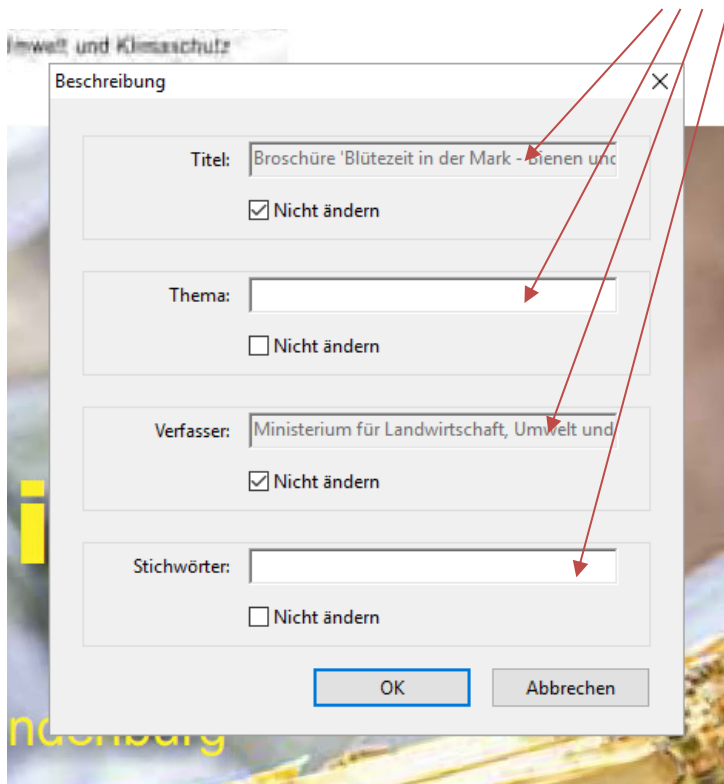 Umwelt und Klimaschutz
Beschreibung
Titel: Broschüre 'Blütezeit in der Mark - Bienen und
Nicht ändern
Thema:
Nicht ändern
Verfasser: Ministerium für Landwirtschaft, Umwelt und
Nicht ändern
Stichwörter:
Nicht ändern
OK Abbrechen
ndenburg